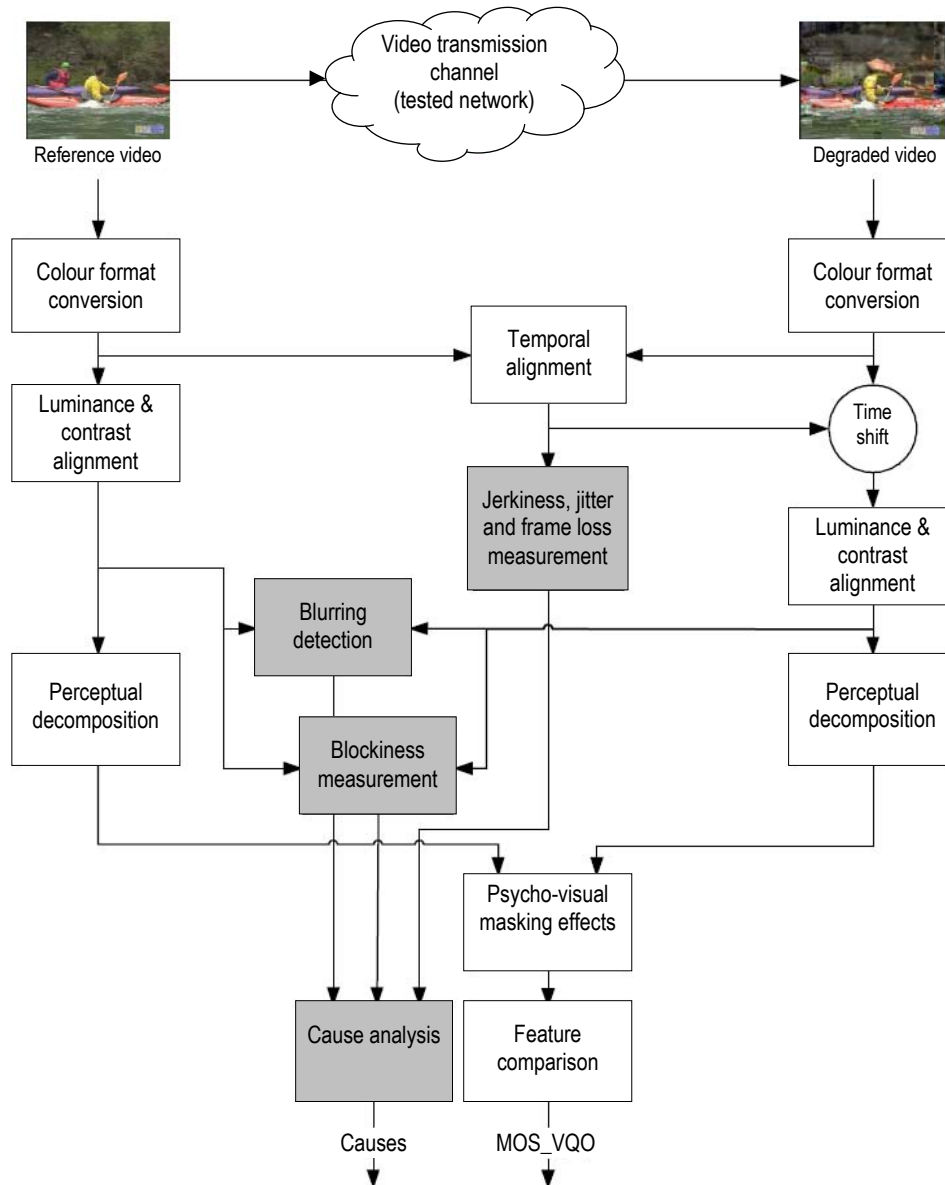 Video transmission
channel
(tested network)
Reference video
Degraded video
Colour format
conversion
Colour format
conversion
Temporal
alignment
Luminance &
contrast
alignment
Time
shift
Jerkiness, jitter
and frame loss
measurement
Luminance &
contrast
alignment
Blurring
detection
Perceptual
decomposition
Perceptual
decomposition
Blockiness
measurement
Psycho-visual
masking effects
Cause analysis
Feature
comparison
Causes
MOS_VQO